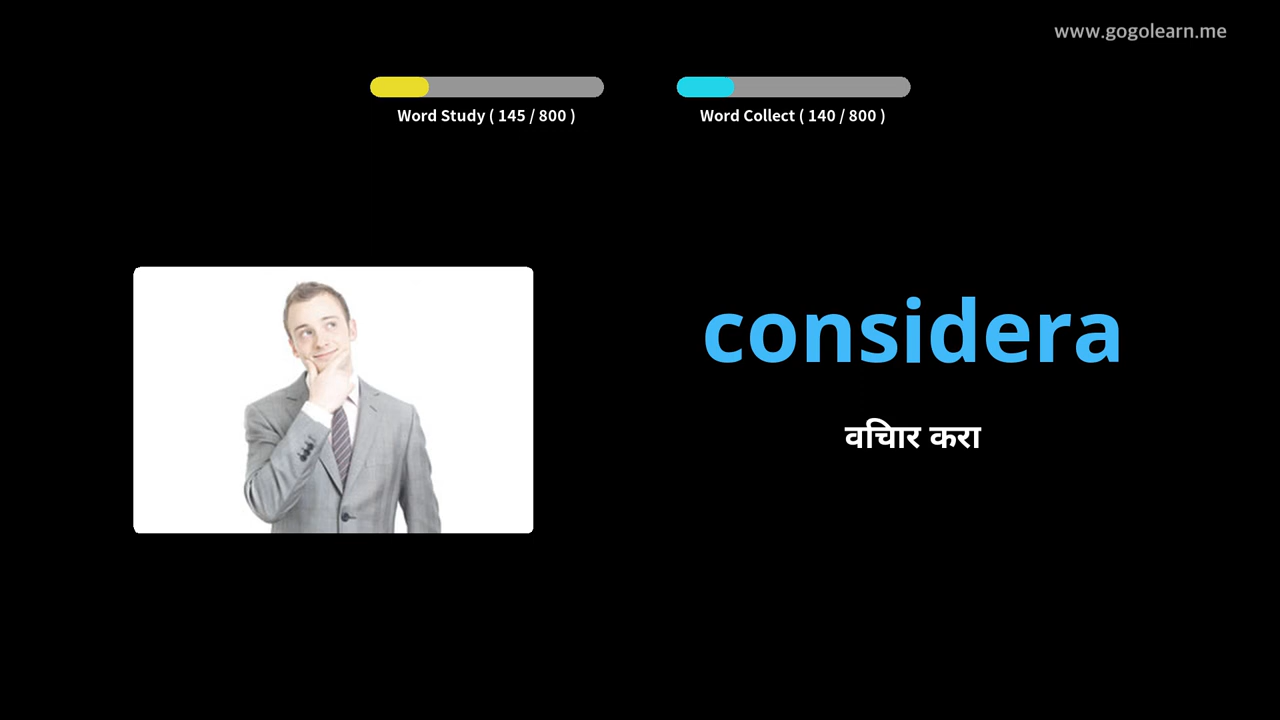 www.gogolearn.me
Word Study ( 145 / 800 )
Word Collect ( 140 / 800 )
considera
वचिार करा